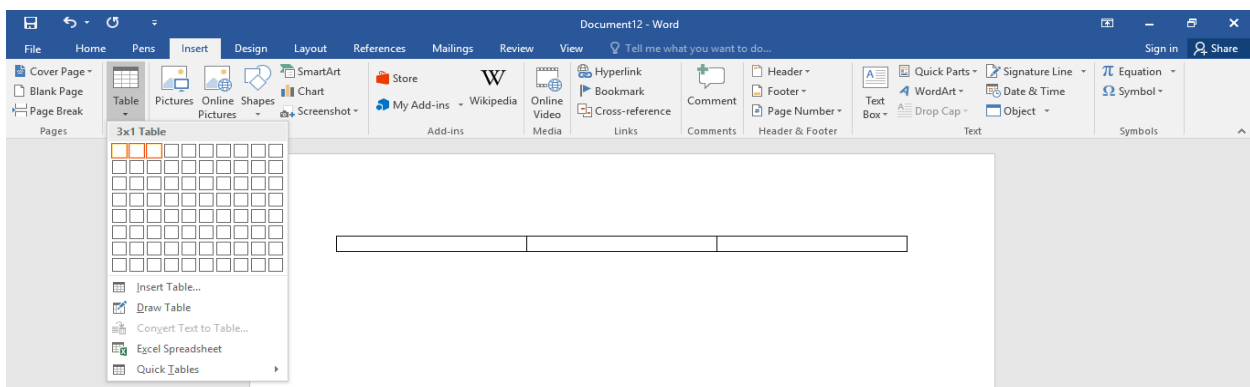 Document12 - Word
File Home Pens Insert Design Layout References Mailings Review View Tell me what you want to do... Sign in Share
Cover Page
Blank Page
Page Break
Pages
Table
Pictures
Online Pictures
Shapes
SmartArt
Chart
Screenshot
Store
My Add-ins
W
Wikipedia
Add-ins
Online Video
Media
Hyperlink
Bookmark
Cross-reference
Links
Comment
Comments
Header
Footer
Page Number
Header & Footer
A
Text Box
Quick Parts
WordArt
Drop Cap
Signature Line
Date & Time
Object
Text
π Equation
Ω Symbol
Symbols
3x1 Table
Insert Table...
Draw Table
Convert Text to Table...
Excel Spreadsheet
Quick Tables